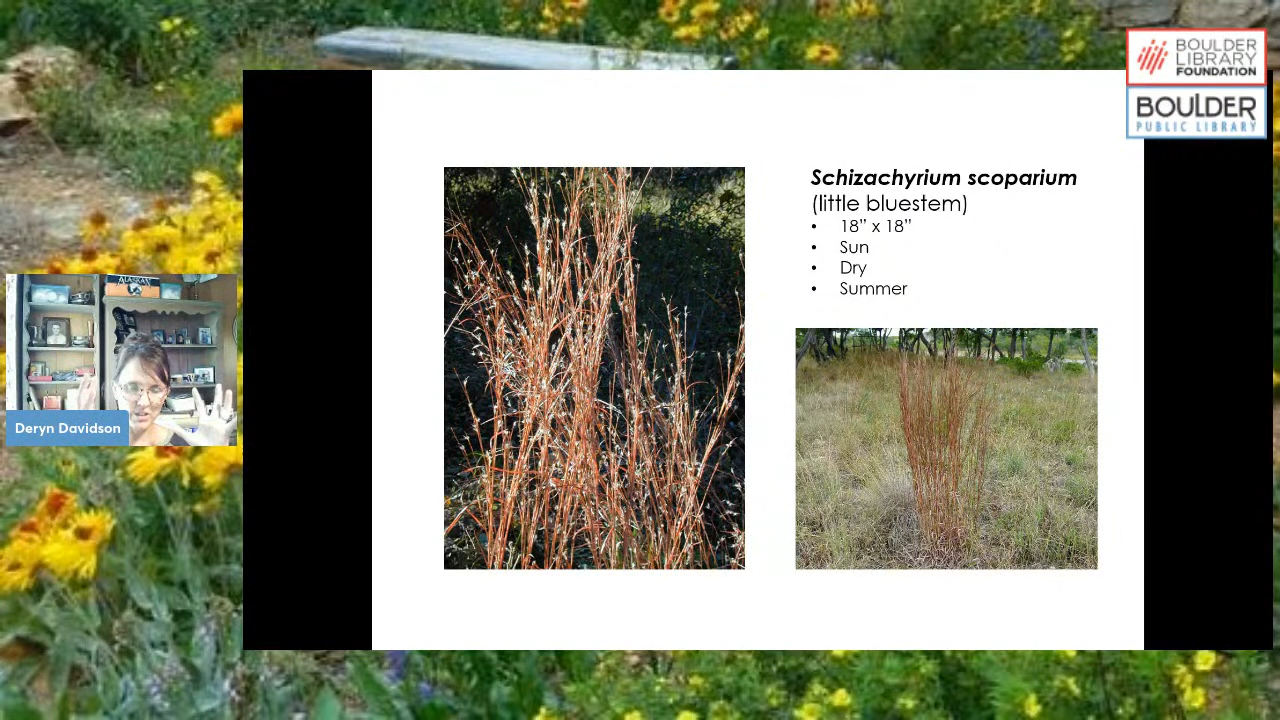 BOULDER
LIBRARY
FOUNDATION
BOULDER
PUBLIC LIBRARY
Schizachyrium scoparium
(little bluestem)
• 18” x 18”
• Sun
• Dry
• Summer
Deryn Davidson